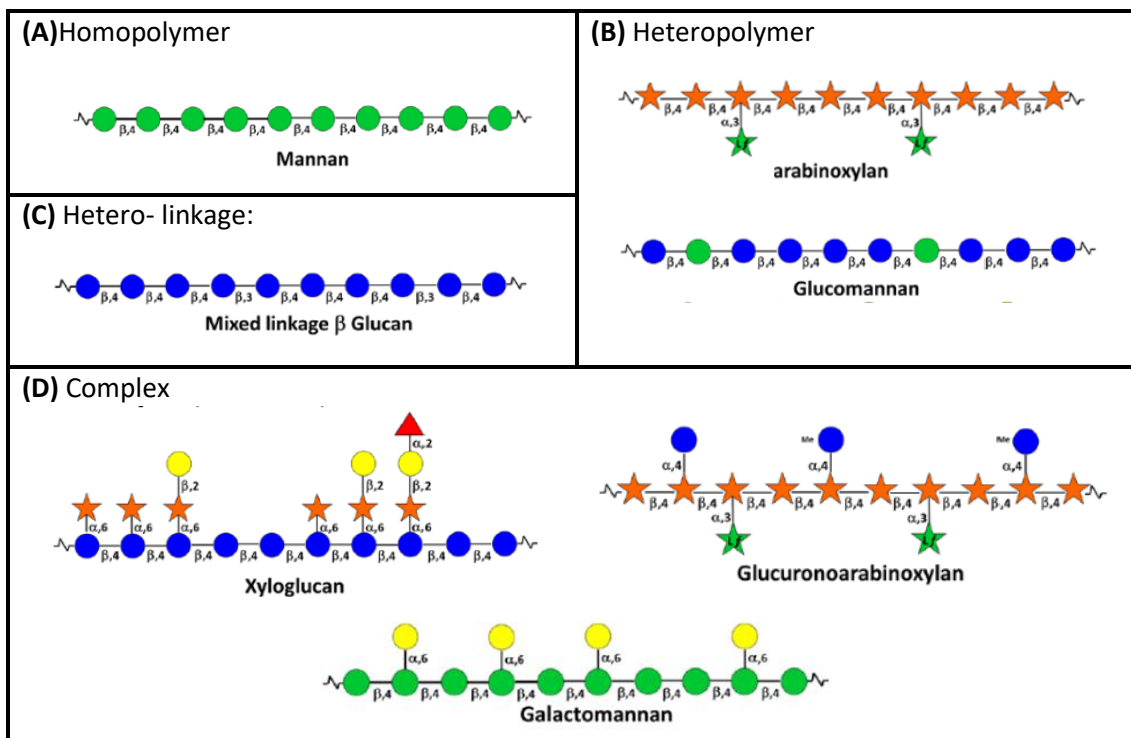 (A)Homopolymer
β,4 β,4 β,4 β,4 β,4 β,4 β,4 β,4 β,4
Mannan
(B) Heteropolymer
β,4 β,4 β,4 β,4 β,4 β,4 β,4 β,4 β,4
α,3 α,3
arabinoxylan
β,4 β,4 β,4 β,4 β,4 β,4 β,4 β,4 β,4
Glucomannan
(C) Hetero- linkage:
β,4 β,4 β,4 β,3 β,4 β,4 β,4 β,3 β,4
Mixed linkage β Glucan
(D) Complex
α,2
β,2 β,2 β,2
α,6 α,6 α,6 α,6 α,6 α,6
β,4 β,4 β,4 β,4 β,4 β,4 β,4 β,4 β,4
Xyloglucan
Me Me
α,4 α,4 α,4
β,4 β,4 β,4 β,4 β,4 β,4 β,4 β,4 β,4
α,3 α,3
Glucuronoarabinoxylan
α,6 α,6 α,6 α,6
β,4 β,4 β,4 β,4 β,4 β,4 β,4 β,4 β,4
Galactomannan